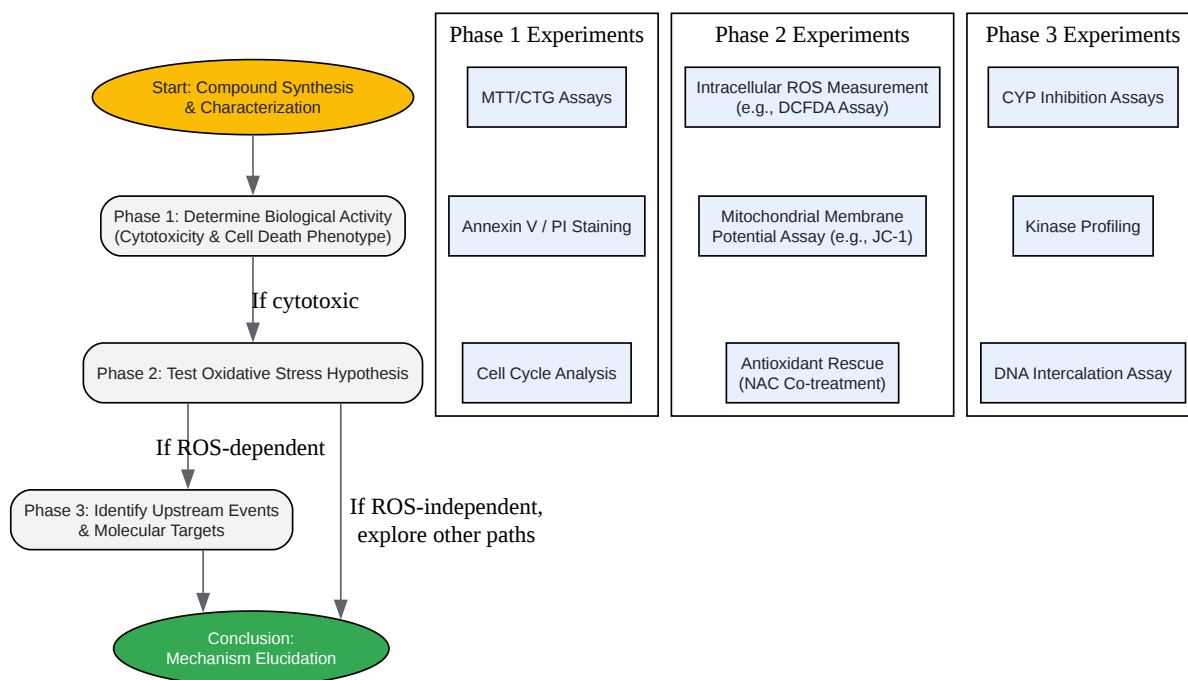 Start: Compound Synthesis
& Characterization
Phase 1: Determine Biological Activity
(Cytotoxicity & Cell Death Phenotype)
If cytotoxic
Phase 2: Test Oxidative Stress Hypothesis
If ROS-dependent
If ROS-independent,
explore other paths
Phase 3: Identify Upstream Events
& Molecular Targets
Conclusion:
Mechanism Elucidation
Phase 1 Experiments
MTT/CTG Assays
Annexin V / PI Staining
Cell Cycle Analysis
Phase 2 Experiments
Intracellular ROS Measurement
(e.g., DCFDA Assay)
Mitochondrial Membrane
Potential Assay (e.g., JC-1)
Antioxidant Rescue
(NAC Co-treatment)
Phase 3 Experiments
CYP Inhibition Assays
Kinase Profiling
DNA Intercalation Assay